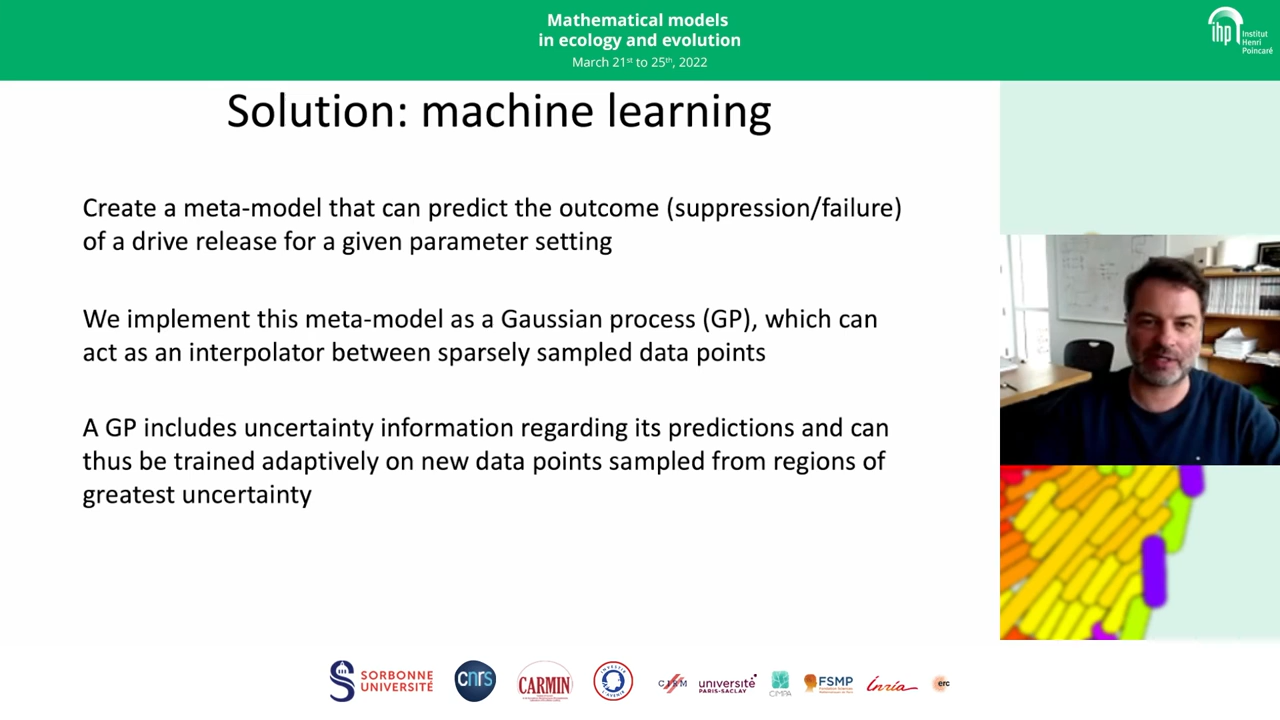 Mathematical models
in ecology and evolution
March 21st to 25th, 2022
ihp
Institut
Henri
Poincaré
Solution: machine learning
Create a meta-model that can predict the outcome (suppression/failure)
of a drive release for a given parameter setting
We implement this meta-model as a Gaussian process (GP), which can
act as an interpolator between sparsely sampled data points
A GP includes uncertainty information regarding its predictions and can
thus be trained adaptively on new data points sampled from regions of
greatest uncertainty
SORBONNE
UNIVERSITÉ
cnrs
CARMIN
université
PARIS-SACLAY
CIMPA
FSMP
Inria
erc